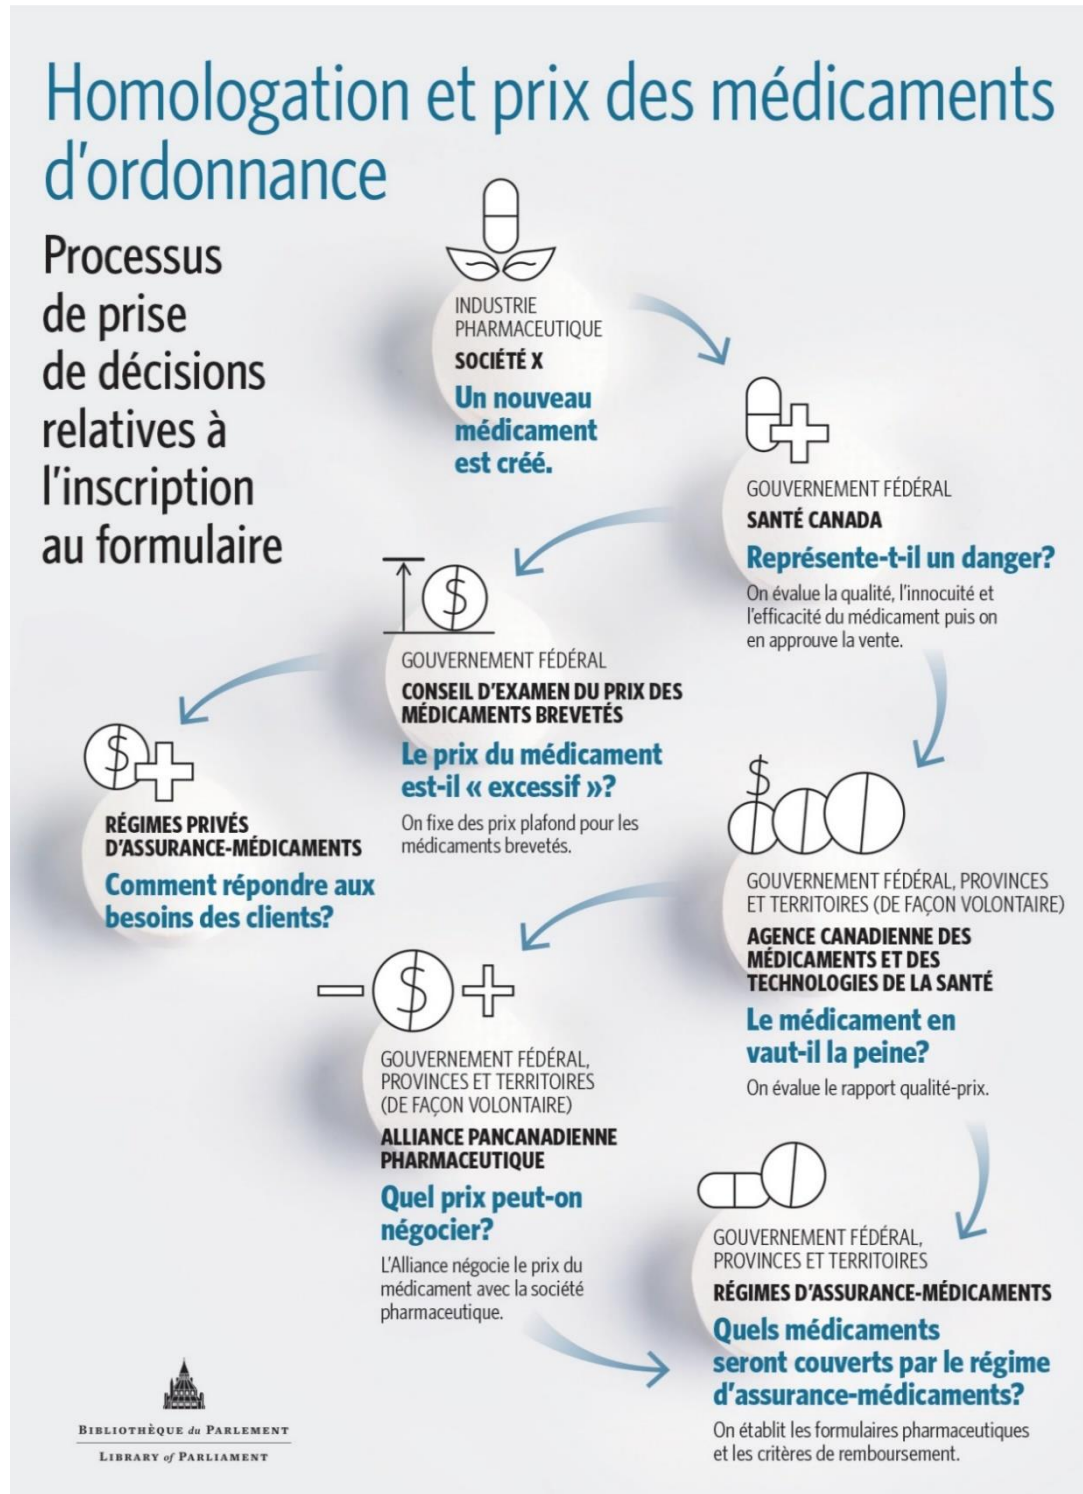 Homologation et prix des médicaments
d'ordonnance
Processus
de prise
de décisions
relatives à
l'inscription
au formulaire
INDUSTRIE
PHARMACEUTIQUE
SOCIÉTÉ X
Un nouveau
médicament
est créé.
GOUVERNEMENT FÉDÉRAL
SANTÉ CANADA
Représente-t-il un danger?
On évalue la qualité, l'innocuité et
l'efficacité du médicament puis on
en approuve la vente.
$
GOUVERNEMENT FÉDÉRAL
CONSEIL D'EXAMEN DU PRIX DES
MÉDICAMENTS BREVETÉS
Le prix du médicament
est-il « excessif »?
On fixe des prix plafond pour les
médicaments brevetés.
$
RÉGIMES PRIVÉS
D'ASSURANCE-MÉDICAMENTS
Comment répondre aux
besoins des clients?
$
GOUVERNEMENT FÉDÉRAL, PROVINCES
ET TERRITOIRES (DE FAÇON VOLONTAIRE)
AGENCE CANADIENNE DES
MÉDICAMENTS ET DES
TECHNOLOGIES DE LA SANTÉ
Le médicament en
vaut-il la peine?
On évalue le rapport qualité-prix.
$
GOUVERNEMENT FÉDÉRAL,
PROVINCES ET TERRITOIRES
(DE FAÇON VOLONTAIRE)
ALLIANCE PANCANADIENNE
PHARMACEUTIQUE
Quel prix peut-on
négocier?
L'Alliance négocie le prix du
médicament avec la société
pharmaceutique.
GOUVERNEMENT FÉDÉRAL,
PROVINCES ET TERRITOIRES
RÉGIMES D'ASSURANCE-MÉDICAMENTS
Quels médicaments
seront couverts par le régime
d'assurance-médicaments?
On établit les formulaires pharmaceutiques
et les critères de remboursement.
BIBLIOTHÈQUE du PARLEMENT
LIBRARY of PARLIAMENT